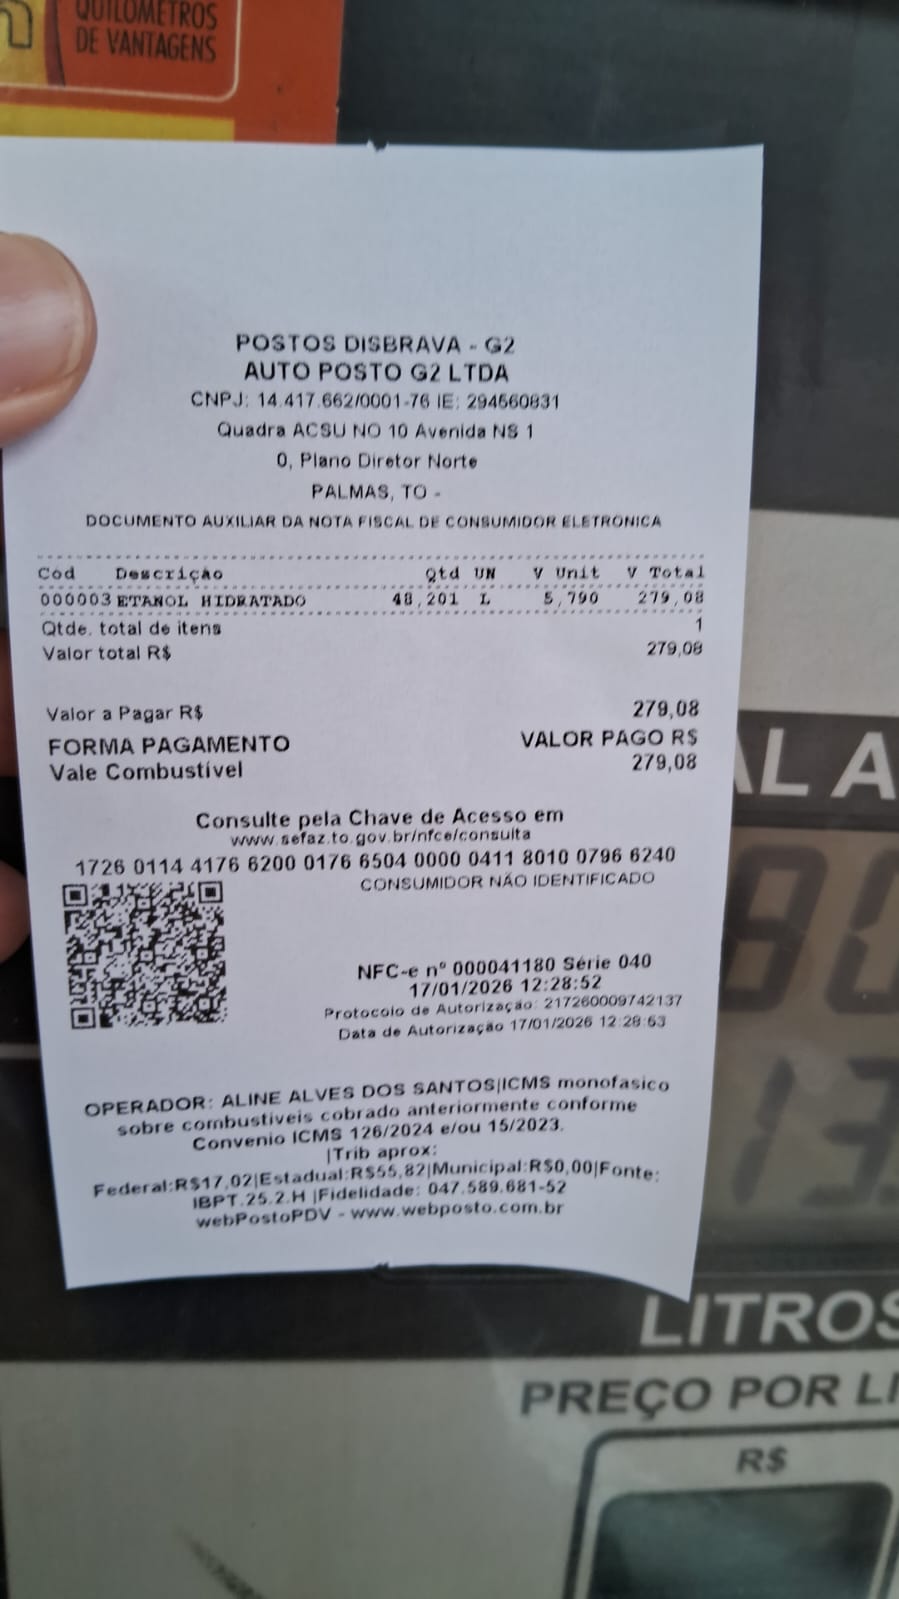 QUILOMETROS
DE VANTAGENS
POSTOS DISBRAVA - G2
AUTO POSTO G2 LTDA
CNPJ: 14.417.662/0001-76 IE: 294560831
Quadra ACSU NO 10 Avenida NS 1
0, Plano Diretor Norte
PALMAS, TO -
DOCUMENTO AUXILIAR DA NOTA FISCAL DE CONSUMIDOR ELETRONICA
Cod Descrição Qtd UN V Unit V Total
000003 ETANOL HIDRATADO 48,201 L 5,790 279,08
Qtde. total de itens 1
Valor total R$ 279,08
Valor a Pagar R$ 279,08
FORMA PAGAMENTO VALOR PAGO R$
Vale Combustível 279,08
Consulte pela Chave de Acesso em
www.sefaz.to.gov.br/nfce/consulta
1726 0114 4176 6200 0176 6504 0000 0411 8010 0796 6240
CONSUMIDOR NÃO IDENTIFICADO
NFC-e nº 000041180 Série 040
17/01/2026 12:28:52
Protocolo de Autorização: 217260009742137
Data de Autorização 17/01/2026 12:28:53
OPERADOR: ALINE ALVES DOS SANTOS|ICMS monofasico
sobre combustiveis cobrado anteriormente conforme
Convenio ICMS 126/2024 e/ou 15/2023.
|Trib aprox:
Federal:R$17,02|Estadual:R$55,82|Municipal:R$0,00|Fonte:
IBPT.25.2.H |Fidelidade: 047.589.681-52
webPostoPDV - www.webposto.com.br
AL A
LITROS
PREÇO POR LI
R$